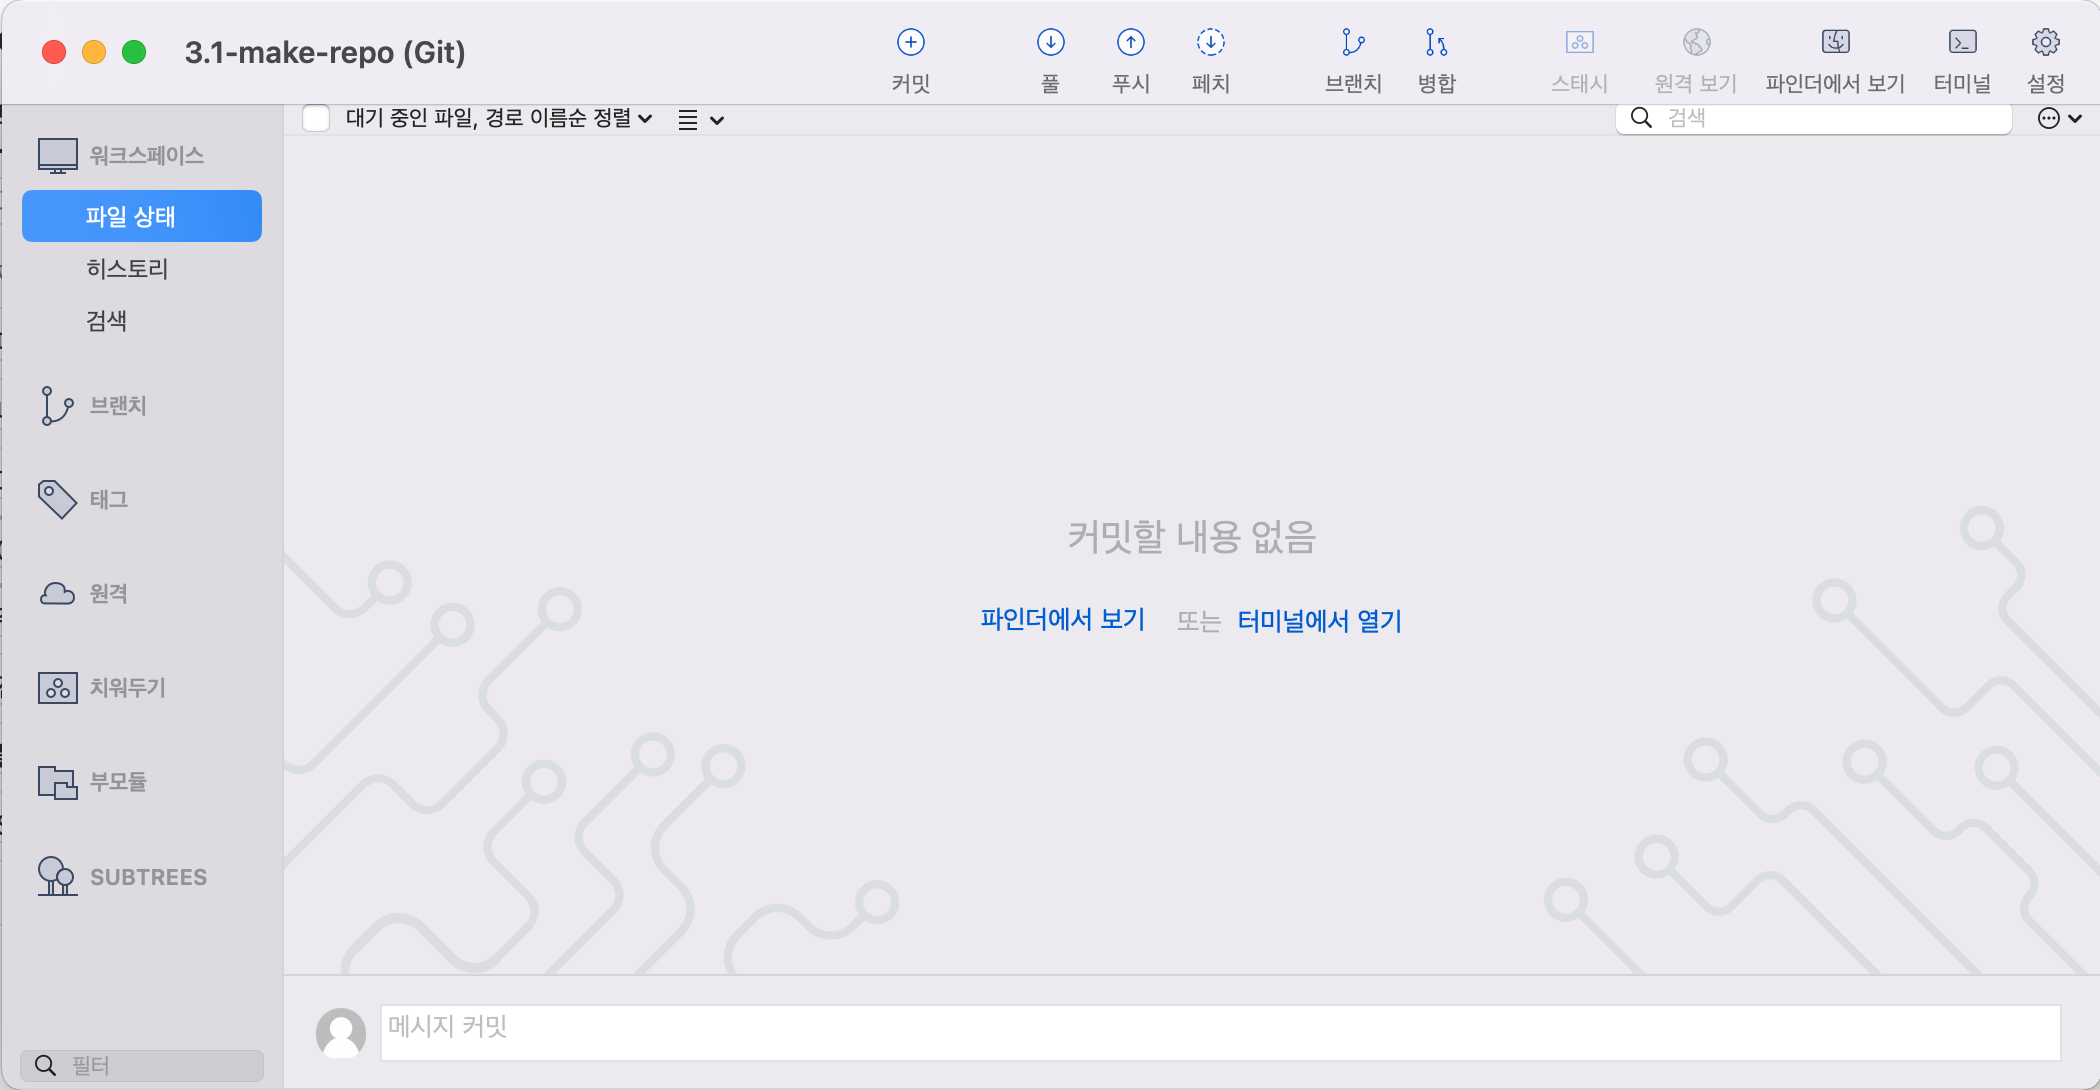 3.1-make-repo (Git)
커밋
풀
푸시
페치
브랜치
병합
스태시
원격 보기
파인더에서 보기
터미널
설정
대기 중인 파일, 경로 이름순 정렬
검색
워크스페이스
파일 상태
히스토리
검색
브랜치
태그
원격
치워두기
부모듈
SUBTREES
필터
커밋할 내용 없음
파인더에서 보기 또는 터미널에서 열기
메시지 커밋